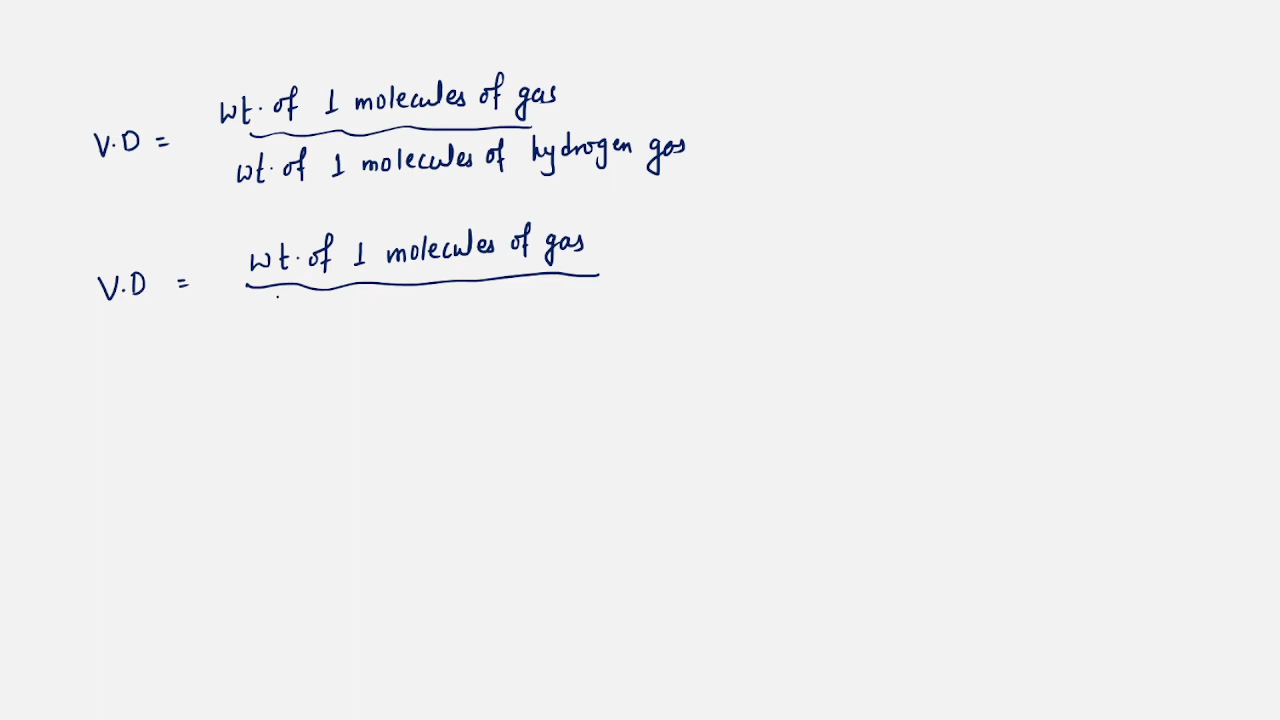 wt. of 1 molecules of gas
V.D =
wt. of 1 molecules of hydrogen gas
wt. of 1 molecules of gas
V.D =